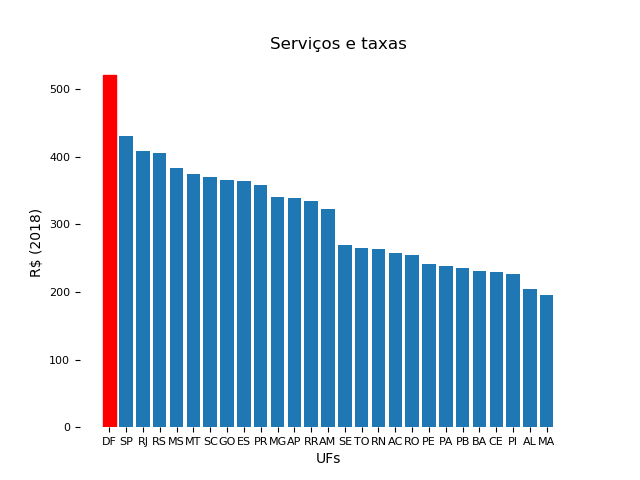 Serviços e taxas
R$ (2018)
500
400
300
200
100
0
DF SP RJ RS MS MT SC GO ES PR MG AP RR AM SE TO RN AC RO PE PA PB BA CE PI AL MA
UFs